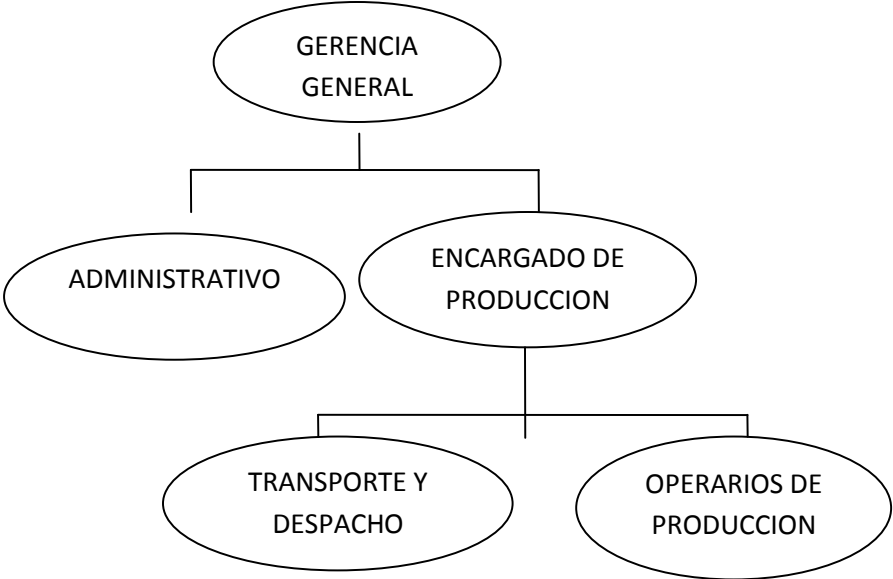 GERENCIA
GENERAL
ADMINISTRATIVO
ENCARGADO DE
PRODUCCION
TRANSPORTE Y
DESPACHO
OPERARIOS DE
PRODUCCION